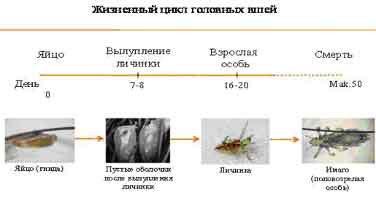 Жизненный цикл головных вшей
Яйцо
Вылупление
личинки
Взрослая
особь
Смерть
День
0
7-8
16-20
Мак.50
Яйцо (гнида)
Пустые оболочки
после вылупления
личинки
Личинка
Имаго
(половозрелая
особь)